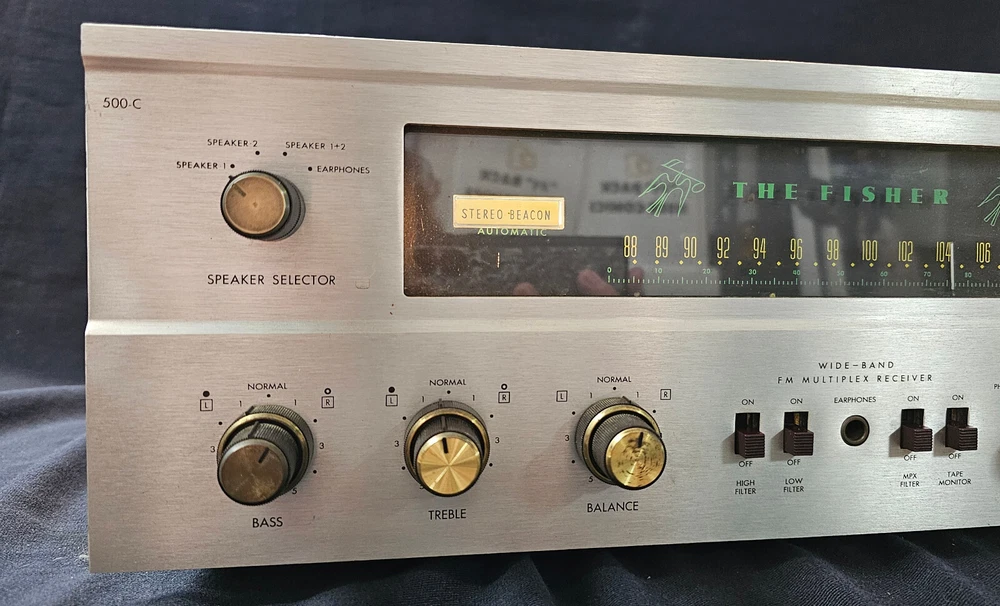 500-C
SPEAKER 1
SPEAKER 2
SPEAKER 1+2
EARPHONES
SPEAKER SELECTOR
STEREO BEACON
AUTOMATIC
THE FISHER
88 89 90 92 94 96 98 100 102 104 106
0 10 20 30 40 50 60 70 80
WIDE-BAND
FM MULTIPLEX RECEIVER
L NORMAL R
1 1
3 3
5
BASS
L NORMAL R
1 1
3
TREBLE
L NORMAL R
1 1
3
5
BALANCE
ON
OFF
HIGH
FILTER
ON
OFF
LOW
FILTER
EARPHONES
ON
OFF
MPX
FILTER
ON
OFF
TAPE
MONITOR